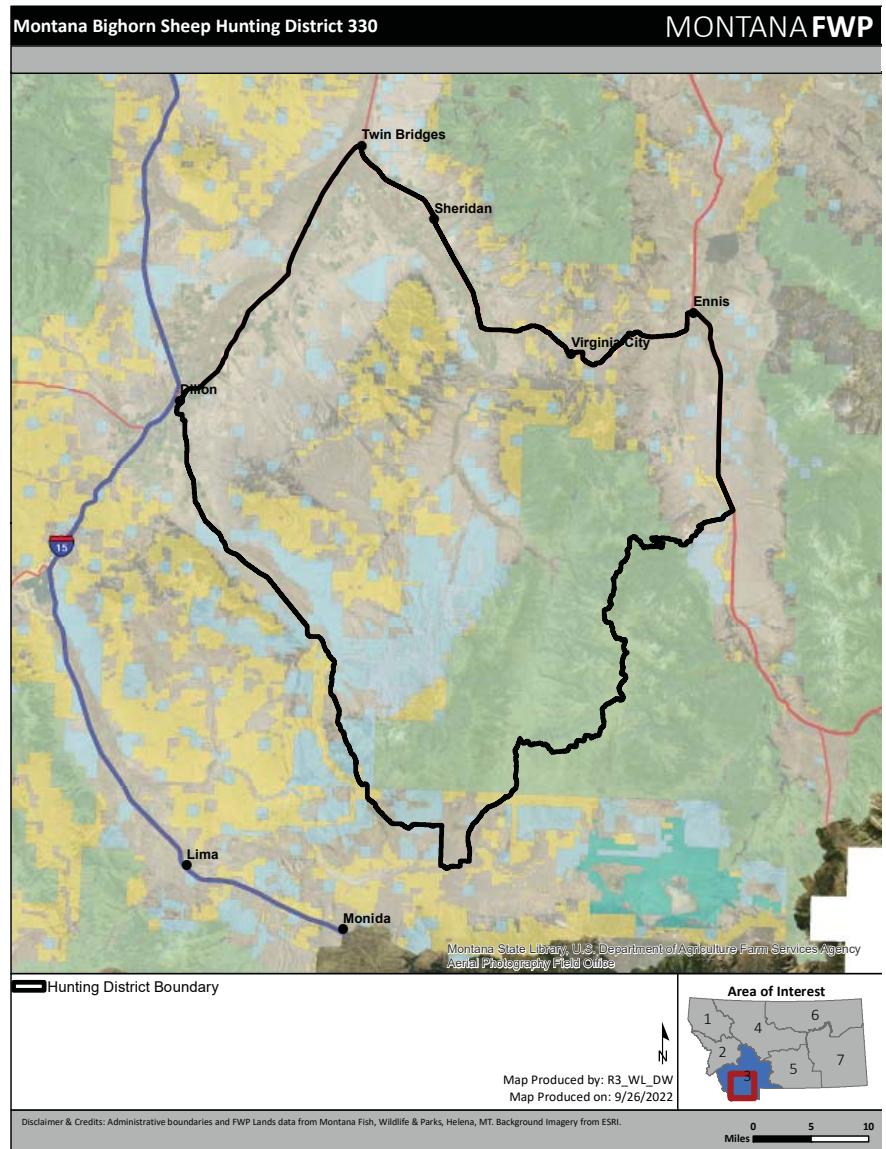 Montana Bighorn Sheep Hunting District 330
MONTANA FWP
Twin Bridges
Sheridan
Ennis
Virginia City
Dillon
15
Lima
Monida
Montana State Library, U.S. Department of Agriculture Farm Services Agency
Aerial Photography Field Office
Hunting District Boundary
N
Map Produced by: R3_WL_DW
Map Produced on: 9/26/2022
Area of Interest
1
2
3
4
5
6
7
Disclaimer & Credits: Administrative boundaries and FWP Lands data from Montana Fish, Wildlife & Parks, Helena, MT. Background Imagery from ESRI.
0 5 10
Miles